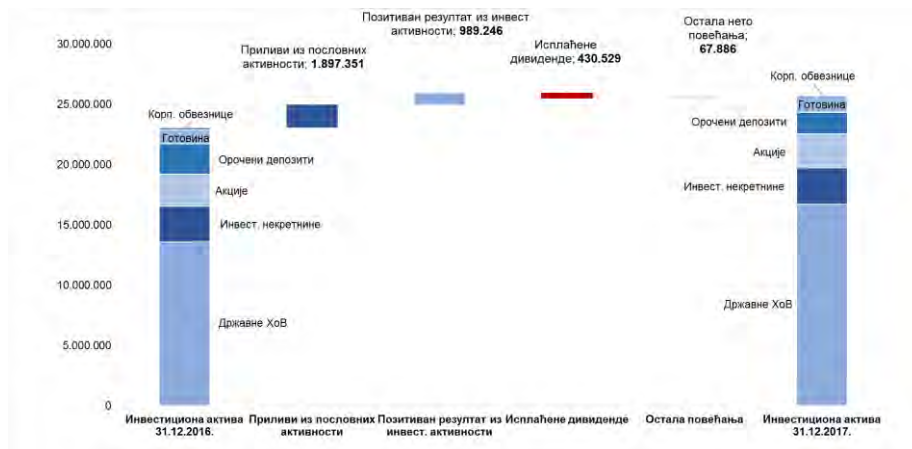 Позитиван резултат из инвест
активности; 989.246
Остала нето
повећања;
67.886
Приливи из пословних
активности; 1.897.351
Исплаћене
дивиденде; 430.529
30.000.000
25.000.000
20.000.000
15.000.000
10.000.000
5.000.000
0
Корп. обвезнице
Готовина
Орочени депозити
Акције
Инвест. некретнине
Државне ХоВ
Корп. обвезнице
Готовина
Орочени депозити
Акције
Инвест. некретнине
Државне ХоВ
Инвестициона актива
31.12.2016.
Приливи из пословних
активности
Позитиван резултат из
инвест. активности
Исплаћене дивиденде
Остала повећања
Инвестициона актива
31.12.2017.